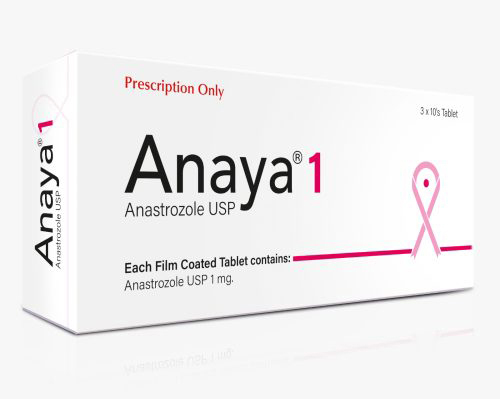 Prescription Only
3 x 10's Tablet
Anaya® 1
Anastrozole USP
Each Film Coated Tablet contains:
Anastrozole USP 1 mg.
Anaya® 1
Anastrozole USP